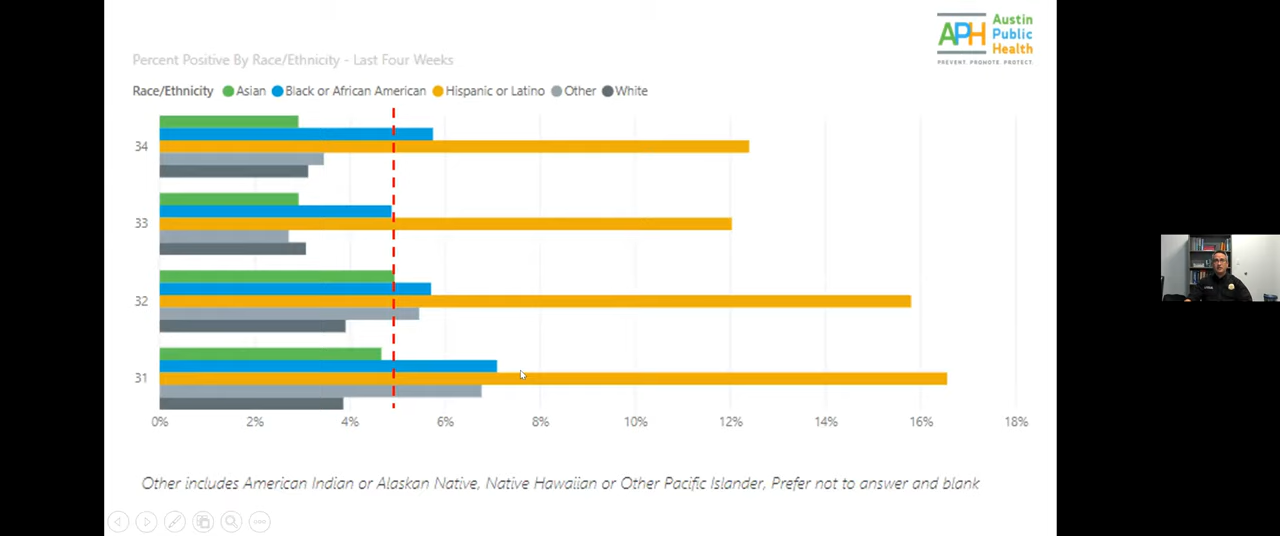 APH
Austin
Public
Health
PREVENT. PROMOTE. PROTECT.
Percent Positive By Race/Ethnicity - Last Four Weeks
Race/Ethnicity Asian Black or African American Hispanic or Latino Other White
34
33
32
31
0% 2% 4% 6% 8% 10% 12% 14% 16% 18%
Other includes American Indian or Alaskan Native, Native Hawaiian or Other Pacific Islander, Prefer not to answer and blank